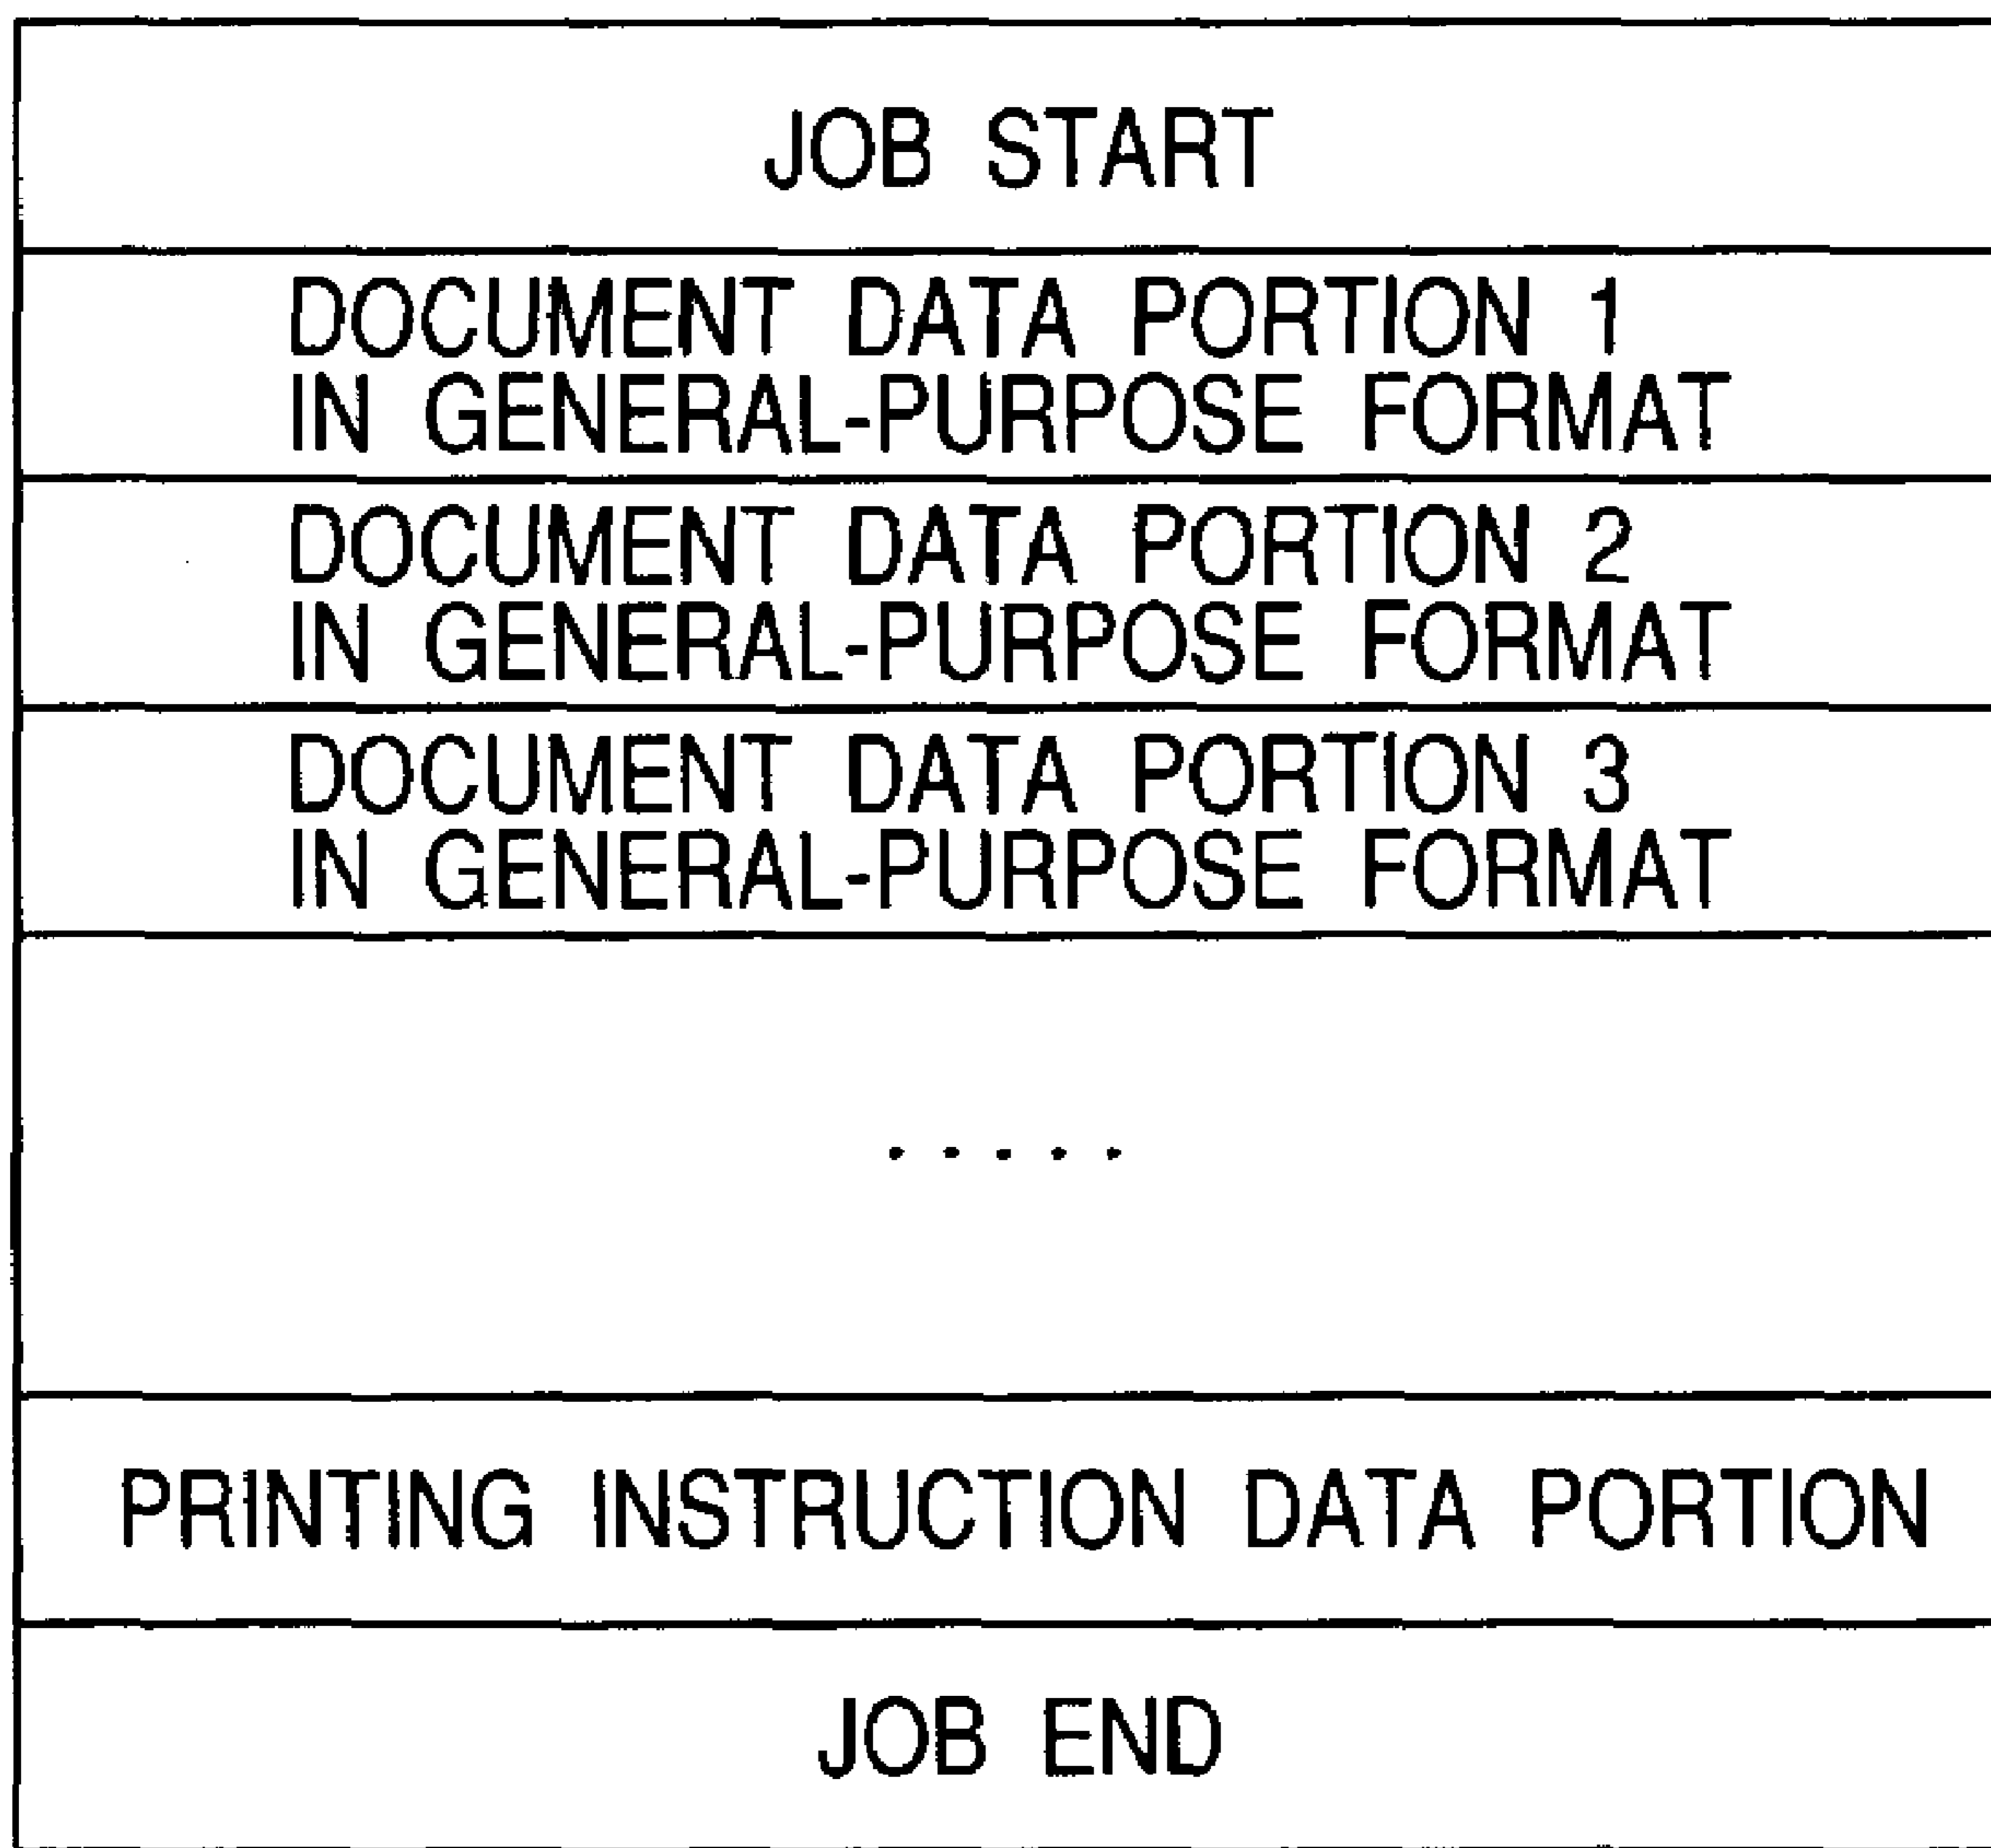 JOB START
DOCUMENT DATA PORTION 1
IN GENERAL-PURPOSE FORMAT
DOCUMENT DATA PORTION 2
IN GENERAL-PURPOSE FORMAT
DOCUMENT DATA PORTION 3
IN GENERAL-PURPOSE FORMAT
.....
PRINTING INSTRUCTION DATA PORTION
JOB END